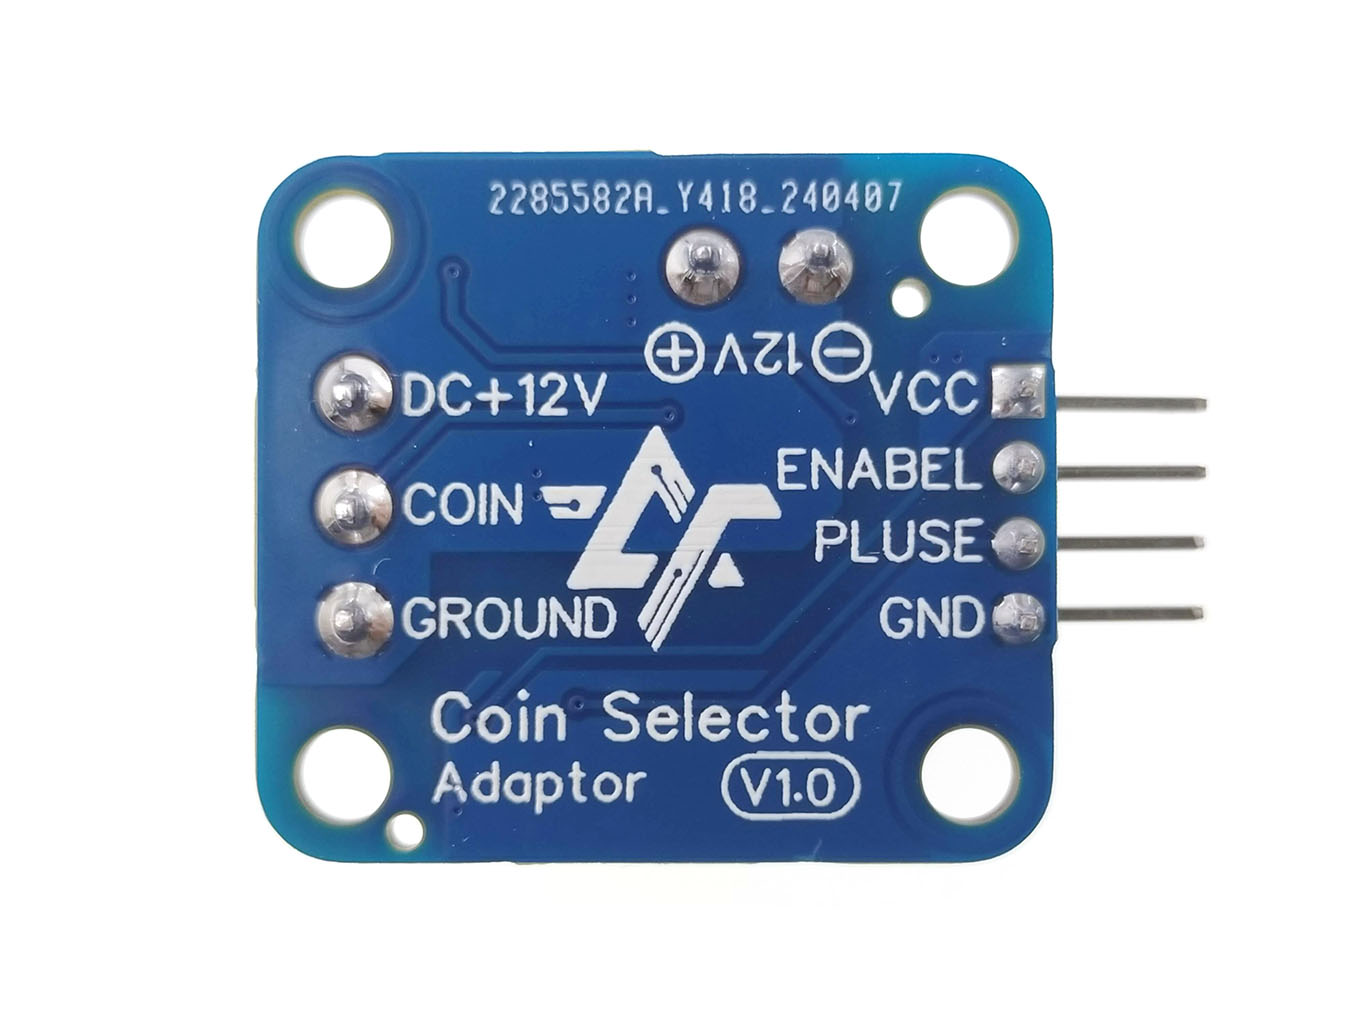 2285582A_Y418_240407
+ 12V -
DC+12V
VCC
ENABEL
COIN
PLUSE
GROUND
GND
Coin Selector
Adaptor
V1.0